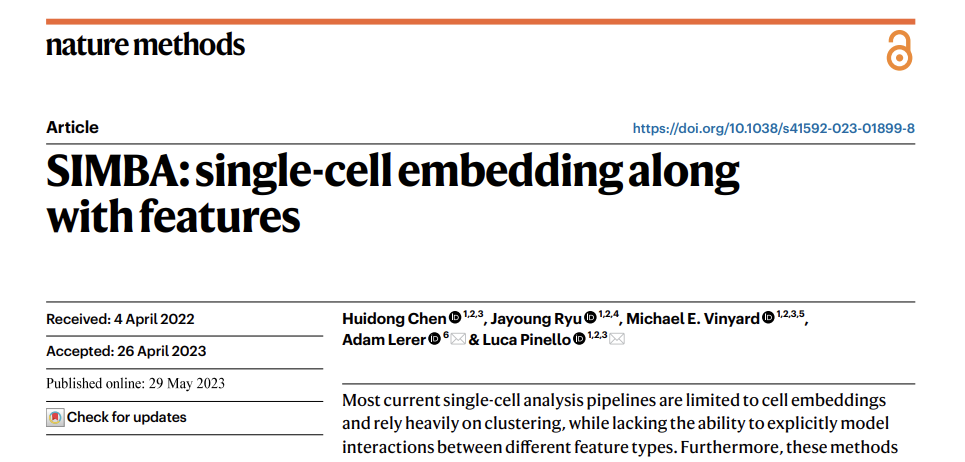 nature methods
Article
https://doi.org/10.1038/s41592-023-01899-8
SIMBA: single-cell embedding along
with features
Received: 4 April 2022
Accepted: 26 April 2023
Published online: 29 May 2023
Check for updates
Huidong Chen 1,2,3, Jayoung Ryu 1,2,4, Michael E. Vinyard 1,2,3,5,
Adam Lerer 6 & Luca Pinello 1,2,3
Most current single-cell analysis pipelines are limited to cell embeddings
and rely heavily on clustering, while lacking the ability to explicitly model
interactions between different feature types. Furthermore, these methods